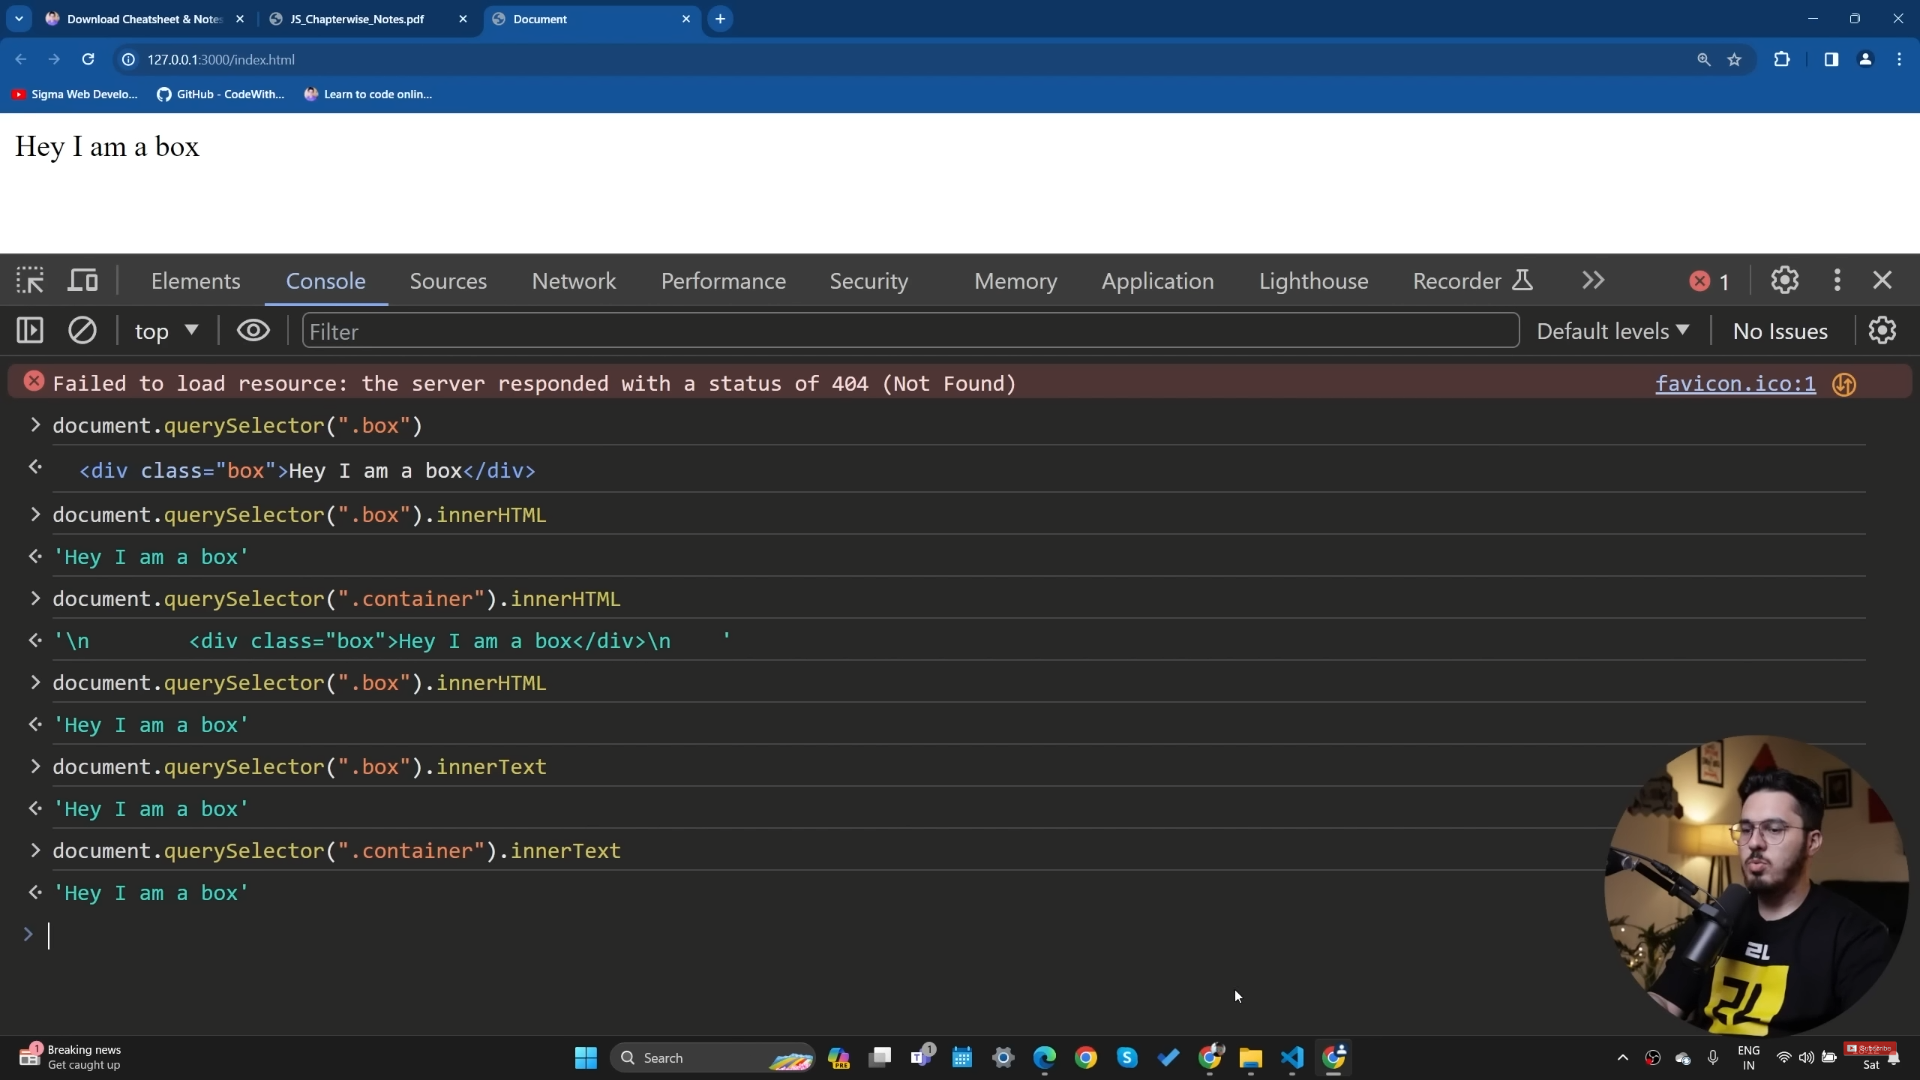 Download Cheatsheet & Notes
JS_Chapterwise_Notes.pdf
Document
127.0.0.1:3000/index.html
Sigma Web Develo...
GitHub - CodeWith...
Learn to code onlin...
Hey I am a box
Elements
Console
Sources
Network
Performance
Security
Memory
Application
Lighthouse
Recorder
1
top
Filter
Default levels
No Issues
Failed to load resource: the server responded with a status of 404 (Not Found)
favicon.ico:1
document.querySelector(".box")
<div class="box">Hey I am a box</div>
document.querySelector(".box").innerHTML
'Hey I am a box'
document.querySelector(".container").innerHTML
'\n        <div class="box">Hey I am a box</div>\n    '
document.querySelector(".box").innerHTML
'Hey I am a box'
document.querySelector(".box").innerText
'Hey I am a box'
document.querySelector(".container").innerText
'Hey I am a box'
1
Breaking news
Get caught up
Search
PRE
1
ENG
IN
Subscribe
Sat